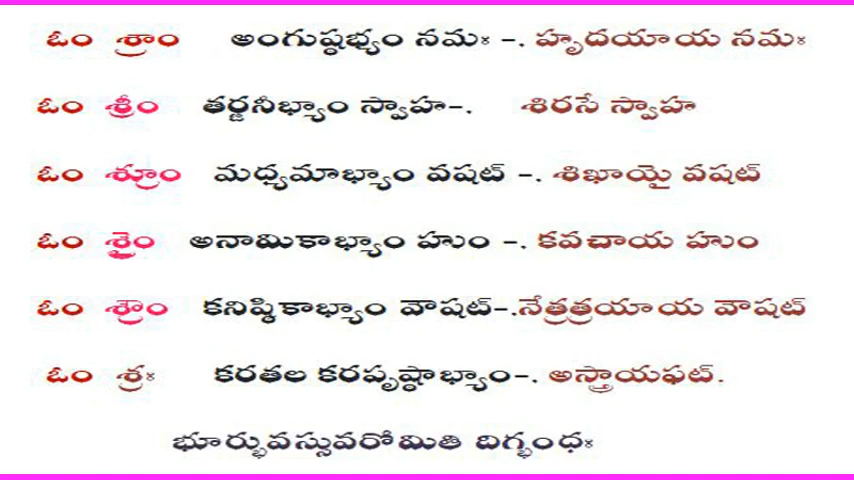 ఓం శ్రాం అంగుష్ఠభ్యం నమః -. హృదయాయ నమః
ఓం శ్రీం తర్జనీభ్యాం స్వాహ-. శిరసే స్వాహ
ఓం శ్రూం మధ్యమాభ్యాం వషట్ -. శిఖాయై వషట్
ఓం శ్రైం అనామికాభ్యాం హుం -. కవచాయ హుం
ఓం శ్రౌం కనిష్ఠికాభ్యాం వౌషట్-.నేత్రత్రయాయ వౌషట్
ఓం శ్రః కరతల కరపృష్ఠాభ్యాం-. అస్త్రాయఫట్.
భూర్భువస్సువరోమితి దిగ్బంధః